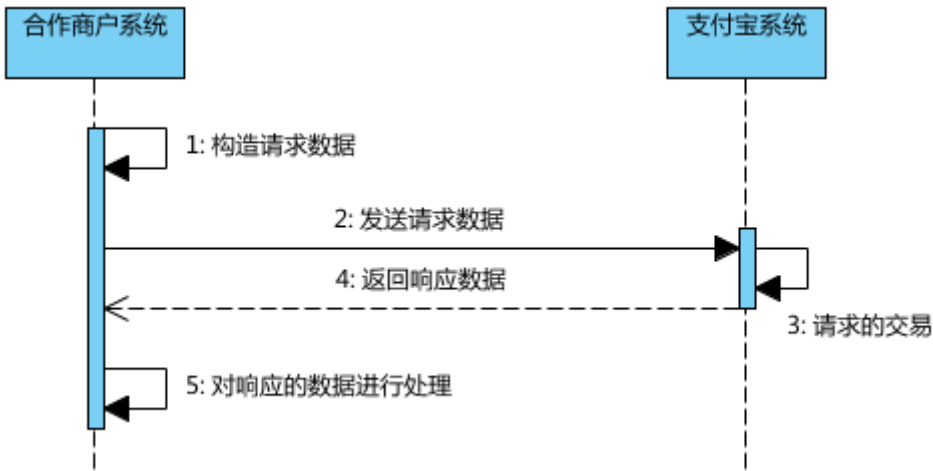 合作商户系统
支付宝系统
1: 构造请求数据
2: 发送请求数据
4: 返回响应数据
3: 请求的交易
5: 对响应的数据进行处理